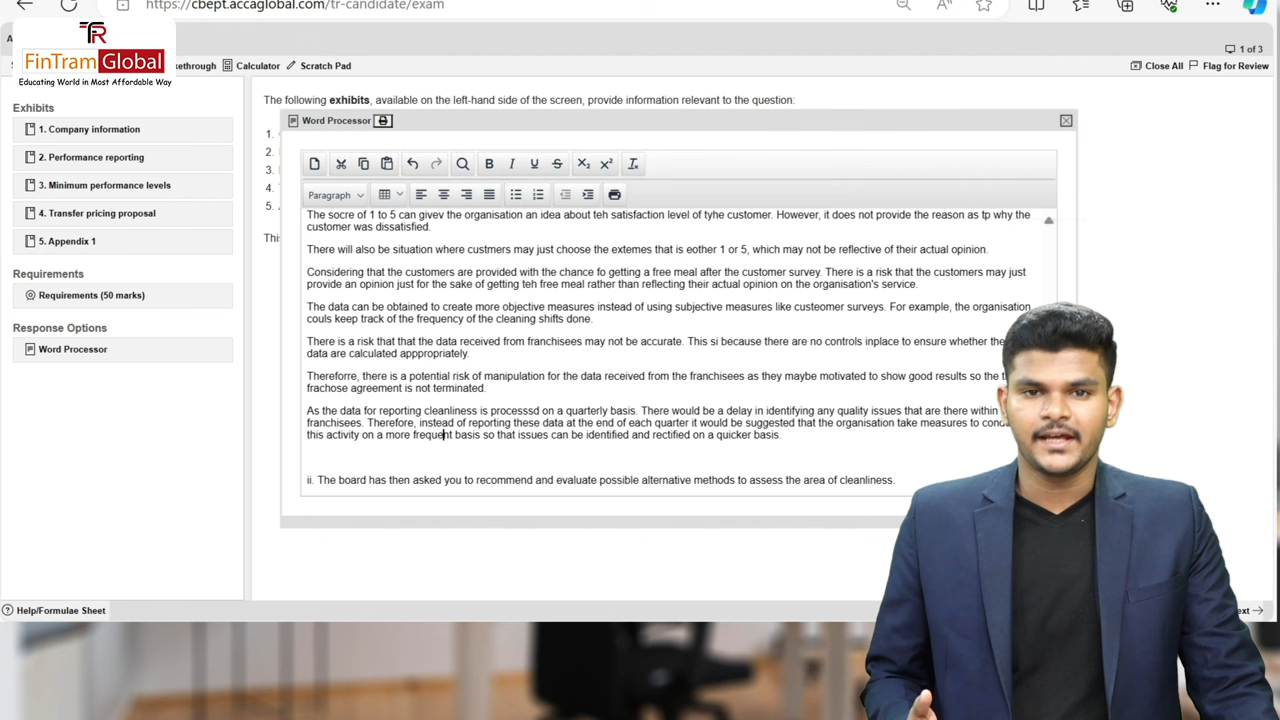 https://cbept.accaglobal.com/tr-candidate/exam
FinTram Global
Educating World in Most Affordable Way
1 of 3
Calculator
Scratch Pad
Close All
Flag for Review
Exhibits
1. Company information
2. Performance reporting
3. Minimum performance levels
4. Transfer pricing proposal
5. Appendix 1
Requirements
Requirements (50 marks)
Response Options
Word Processor
The following exhibits, available on the left-hand side of the screen, provide information relevant to the question:
1.
2.
3.
4.
5.
Word Processor
Paragraph
The socre of 1 to 5 can givev the organisation an idea about teh satisfaction level of tyhe customer. However, it does not provide the reason as tp why the
customer was dissatisfied.
There will also be situation where custmers may just choose the extemes that is eother 1 or 5, which may not be reflective of their actual opinion.
Considering that the customers are provided with the chance fo getting a free meal after the customer survey. There is a risk that the customers may just
provide an opinion just for the sake of getting teh free meal rather than reflecting their actual opinion on the organisation's service.
The data can be obtained to create more objective measures instead of using subjective measures like custeomer surveys. For example, the organisation
couls keep track of the frequency of the cleaning shifts done.
There is a risk that that the data received from franchisees may not be accurate. This si because there are no controls inplace to ensure whether the
data are calculated apppropriately.
Thereforre, there is a potential risk of manipulation for the data received from the franchisees as they maybe motivated to show good results so the
frachose agreement is not terminated.
As the data for reporting cleanliness is processsd on a quarterly basis. There would be a delay in identifying any quality issues that are there within
franchisees. Therefore, instead of reporting these data at the end of each quarter it would be suggested that the organisation take measures to
this activity on a more frequent basis so that issues can be identified and rectified on a quicker basis.
ii. The board has then asked you to recommend and evaluate possible alternative methods to assess the area of cleanliness.
Help/Formulae Sheet